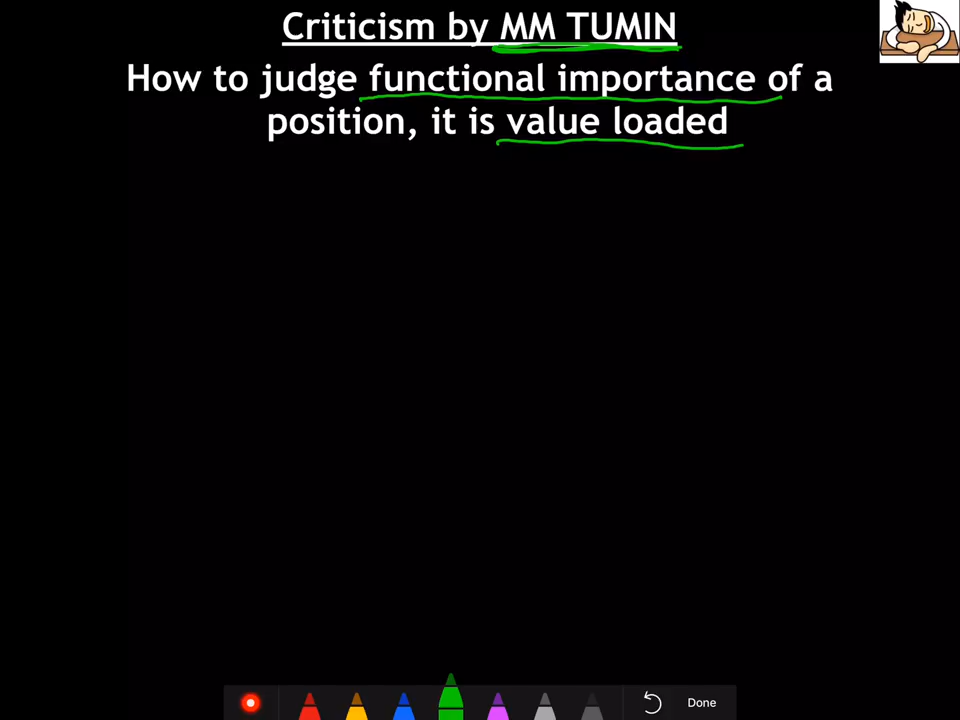 Criticism by MM TUMIN
How to judge functional importance of a
position, it is value loaded
Done